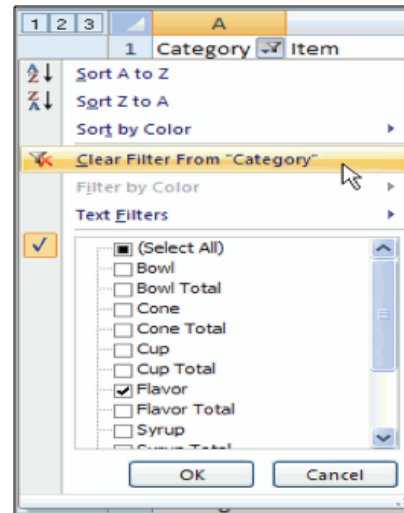 1 2 3 A
1 Category Item
Sort A to Z
Sort Z to A
Sort by Color
Clear Filter From "Category"
Filter by Color
Text Filters
(Select All)
Bowl
Bowl Total
Cone
Cone Total
Cup
Cup Total
Flavor
Flavor Total
Syrup
Syrup Total
OK Cancel